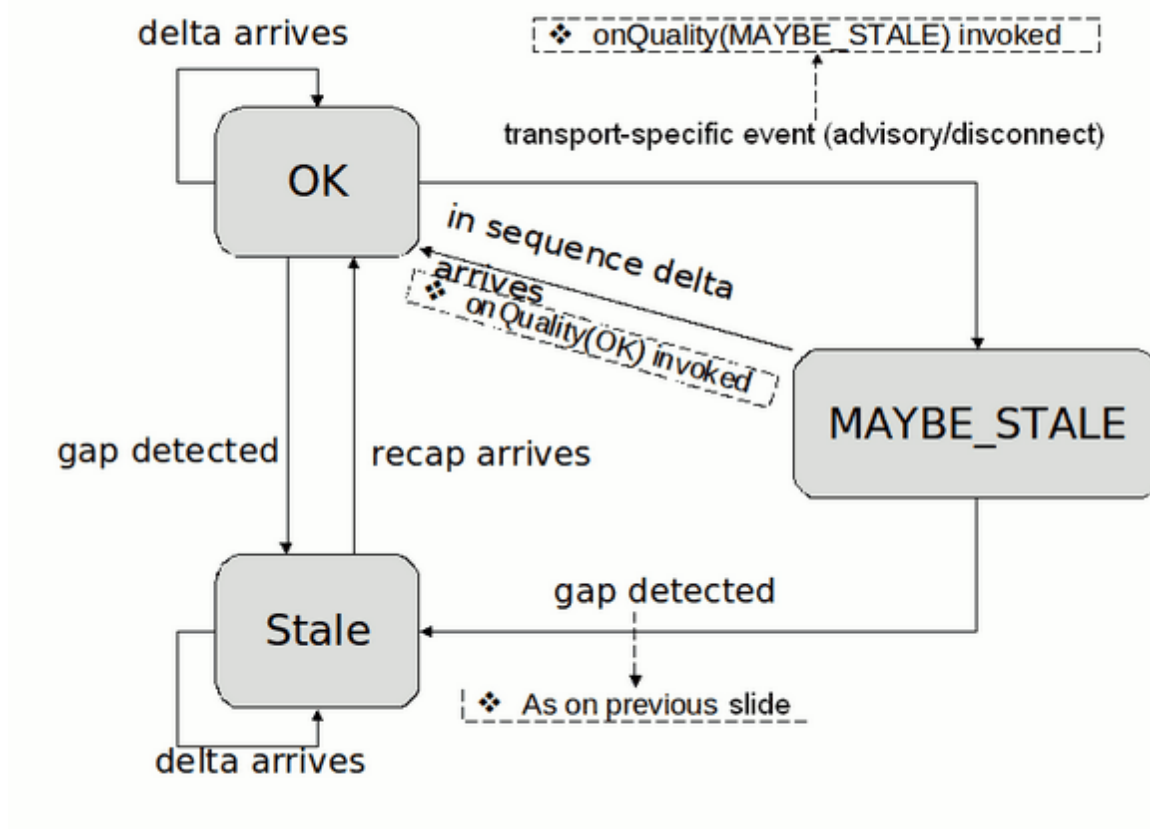 delta arrives
❖ onQuality(MAYBE_STALE) invoked
transport-specific event (advisory/disconnect)
OK
in sequence delta
arrives
❖ onQuality(OK) invoked
MAYBE_STALE
gap detected
recap arrives
gap detected
Stale
❖ As on previous slide
delta arrives